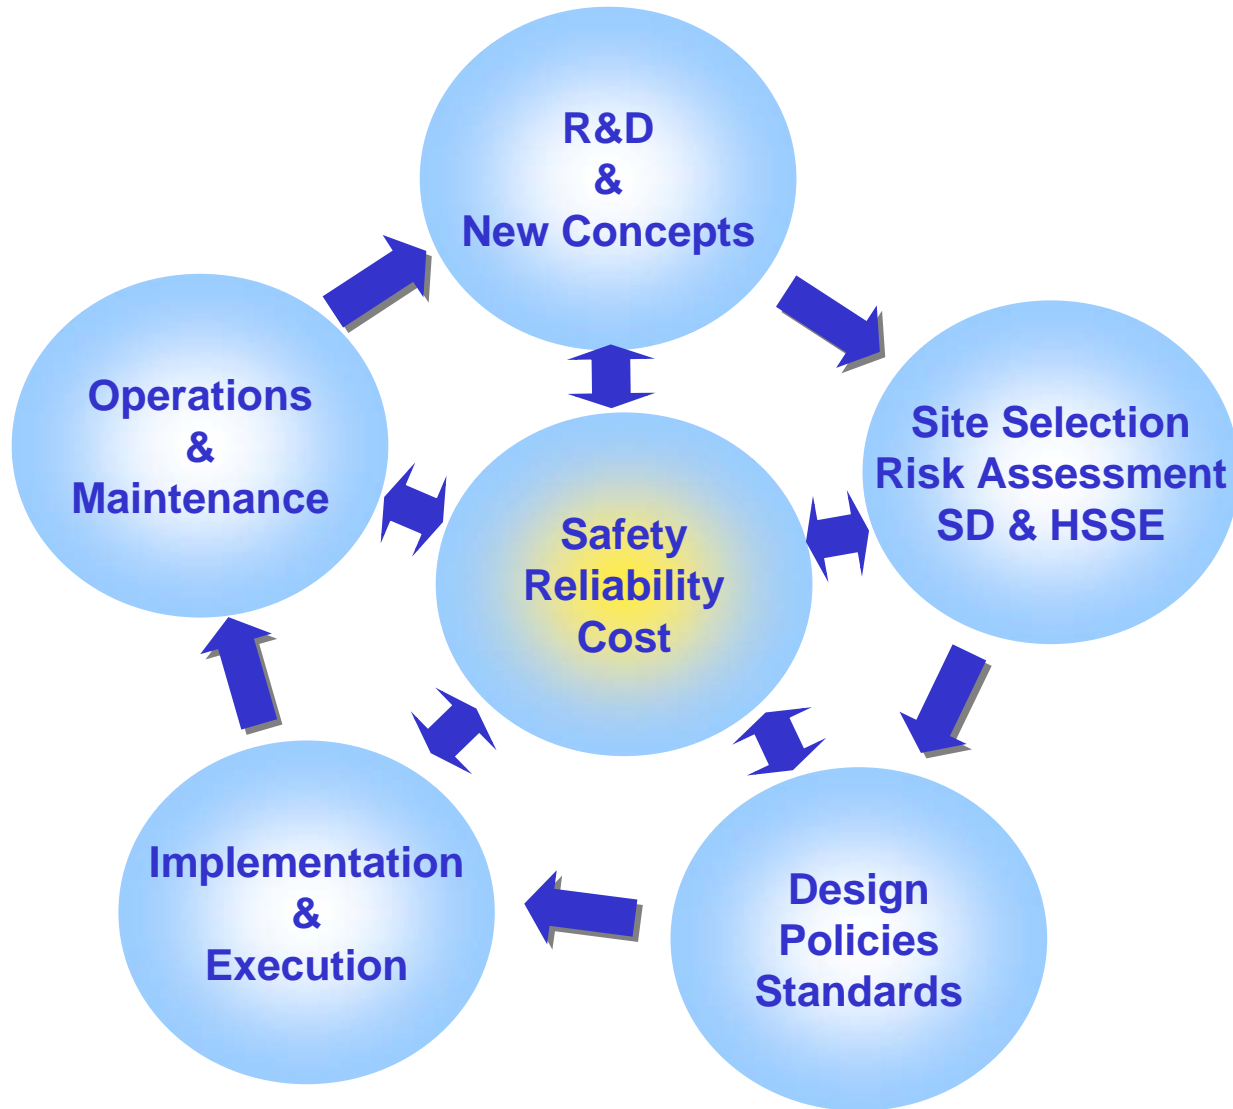 R&D
&
New Concepts
Operations
&
Maintenance
Site Selection
Risk Assessment
SD & HSSE
Safety
Reliability
Cost
Implementation
&
Execution
Design
Policies
Standards